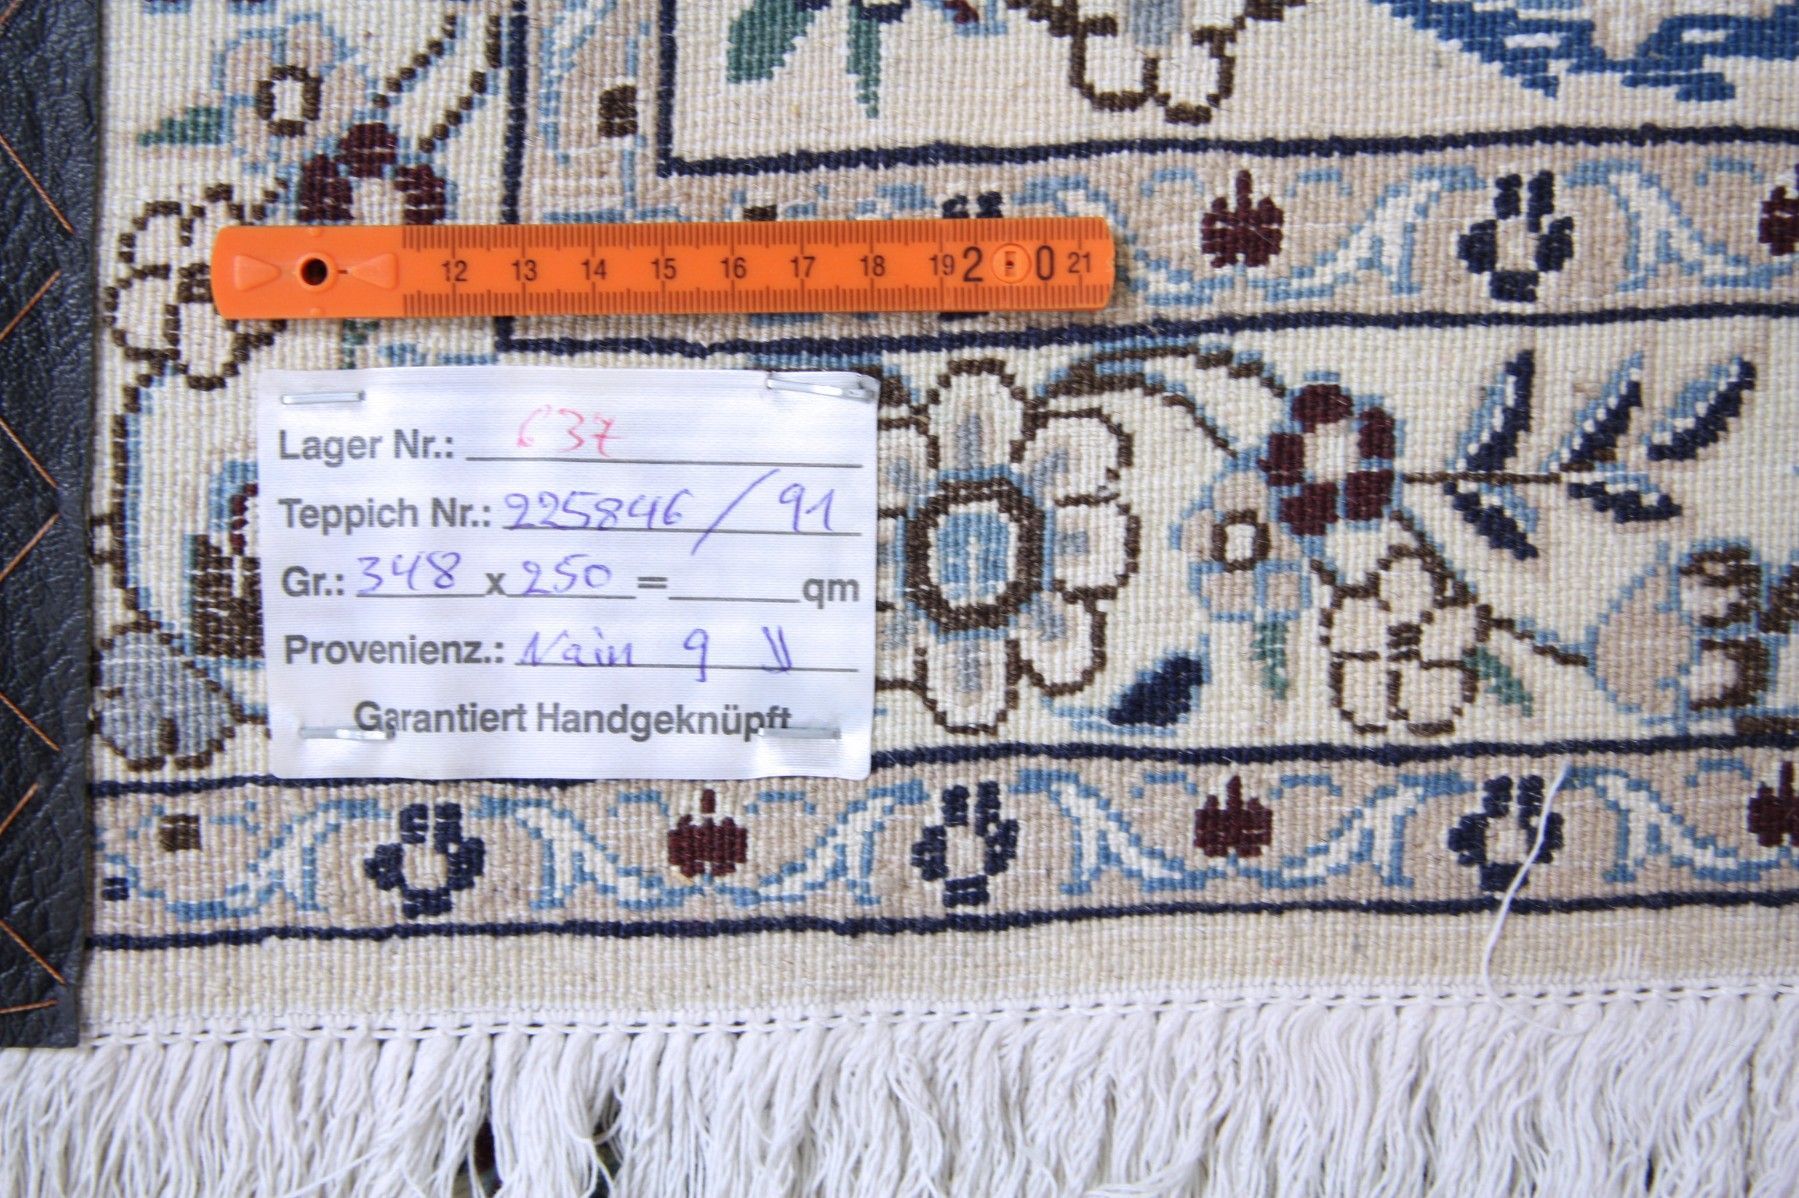 12 13 14 15 16 17 18 19 20 21
Lager Nr.: 637
Teppich Nr.: 225846 / 91
Gr.: 348 x 250 = qm
Provenienz.: Nain 9
Garantiert Handgeknüpft